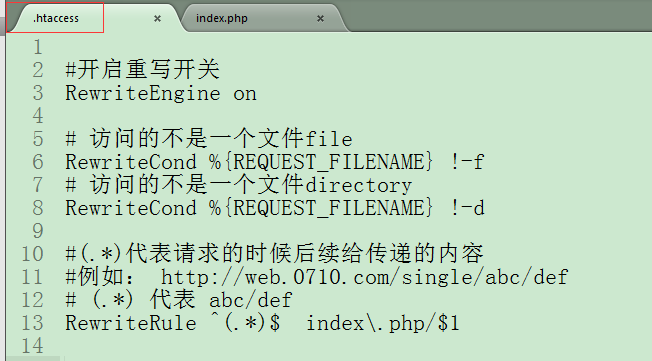 .htaccess × index.php ×
1
2 #开启重写开关
3 RewriteEngine on
4
5 # 访问的不是一个文件file
6 RewriteCond %{REQUEST_FILENAME} !-f
7 # 访问的不是一个文件directory
8 RewriteCond %{REQUEST_FILENAME} !-d
9
10 #(.*)代表请求的时候后续给传递的内容
11 #例如： http://web.0710.com/single/abc/def
12 # (.*) 代表 abc/def
13 RewriteRule ^(.*)$  index\.php/$1
14